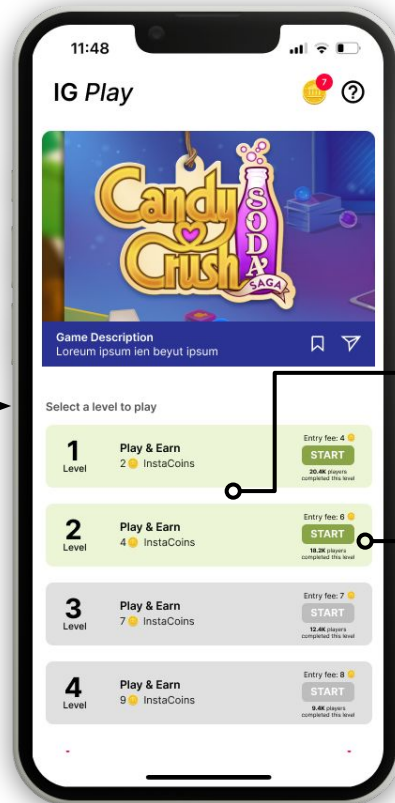 11:48
IG Play
7
?
Candy
Crush
SODA
SAGA
Game Description
Loreum ipsum ien beyut ipsum
Select a level to play
1
Level
Play & Earn
2 InstaCoins
Entry fee: 4
START
20.4K players
completed this level
2
Level
Play & Earn
4 InstaCoins
Entry fee: 6
START
18.2K players
completed this level
3
Level
Play & Earn
7 InstaCoins
Entry fee: 7
START
12.4K players
completed this level
4
Level
Play & Earn
9 InstaCoins
Entry fee: 8
START
9.4K players
completed this level